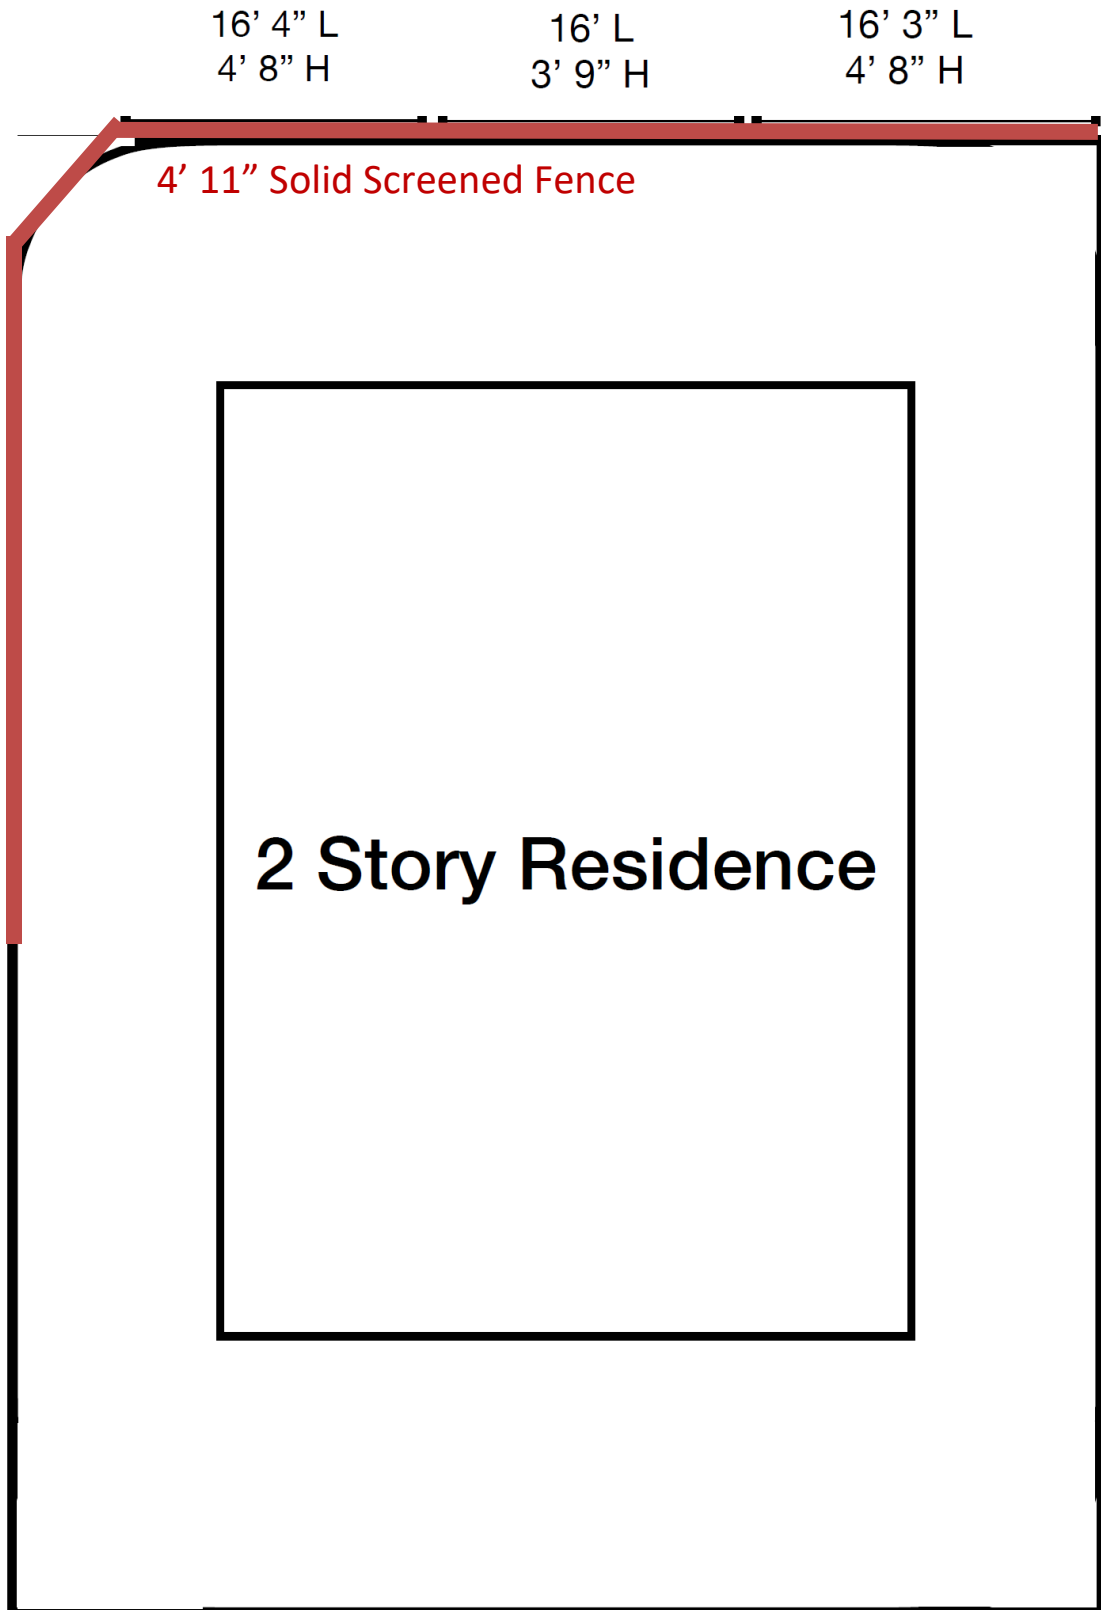 16’ 4” L
4’ 8” H
16’ L
3’ 9” H
16’ 3” L
4’ 8” H
4’ 11” Solid Screened Fence
2 Story Residence